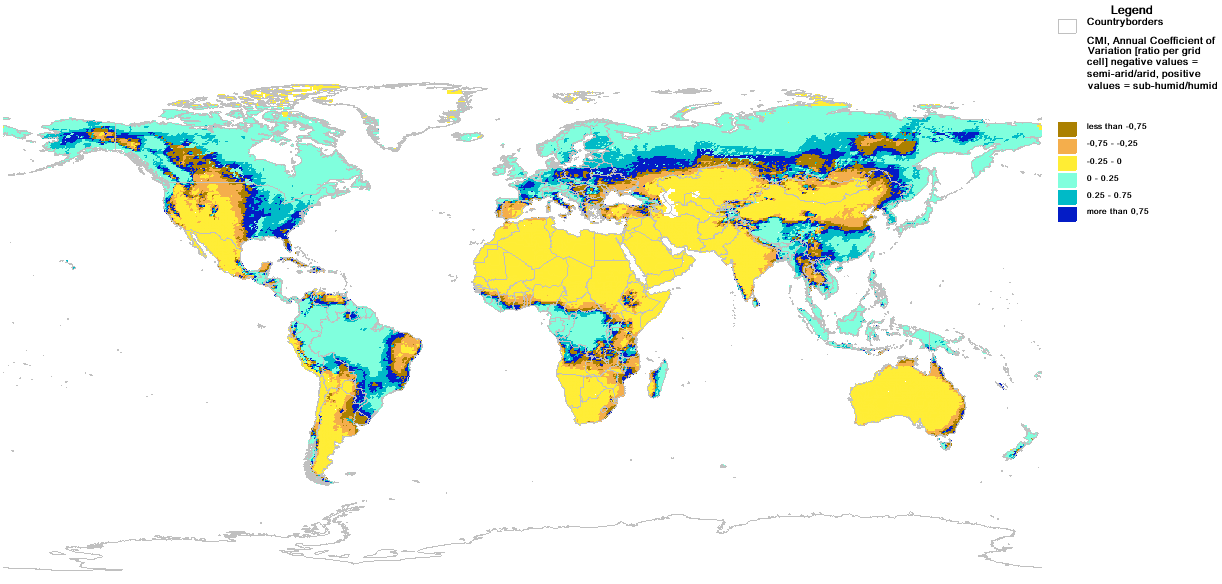 Legend
Countryborders
CMI, Annual Coefficient of
Variation [ratio per grid
cell] negative values =
semi-arid/arid, positive
values = sub-humid/humid
less than -0,75
-0,75 - -0,25
-0.25 - 0
0 - 0.25
0.25 - 0.75
more than 0,75